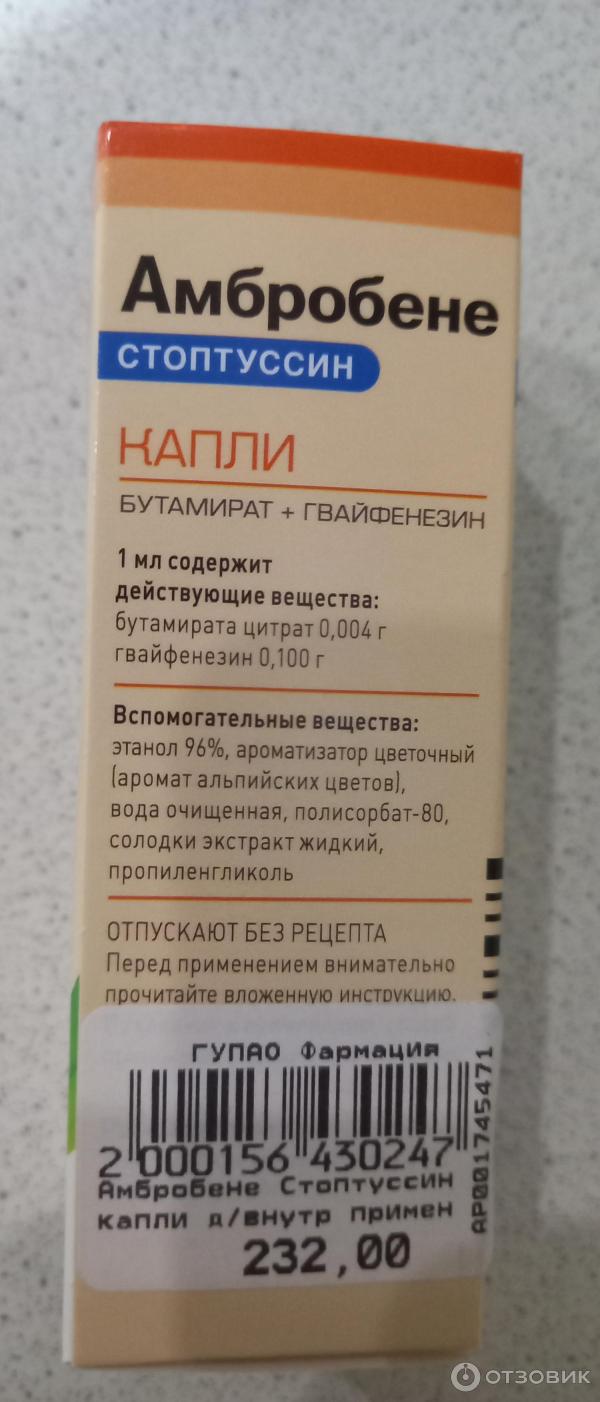 Амбробене
СТОПТУССИН
КАПЛИ
БУТАМИРАТ + ГВАЙФЕНЕЗИН
1 мл содержит
действующие вещества:
бутамирата цитрат 0,004 г
гвайфенезин 0,100 г
Вспомогательные вещества:
этанол 96%, ароматизатор цветочный
(аромат альпийских цветов),
вода очищенная, полисорбат-80,
солодки экстракт жидкий,
пропиленгликоль
ОТПУСКАЮТ БЕЗ РЕЦЕПТА
Перед применением внимательно
прочитайте вложенную инструкцию.
ГУПАО Фармация
2 000156 430247
Амбробене Стоптуссин
капли д/внутр примен
232,00
АР001745471
ОТЗОВИК